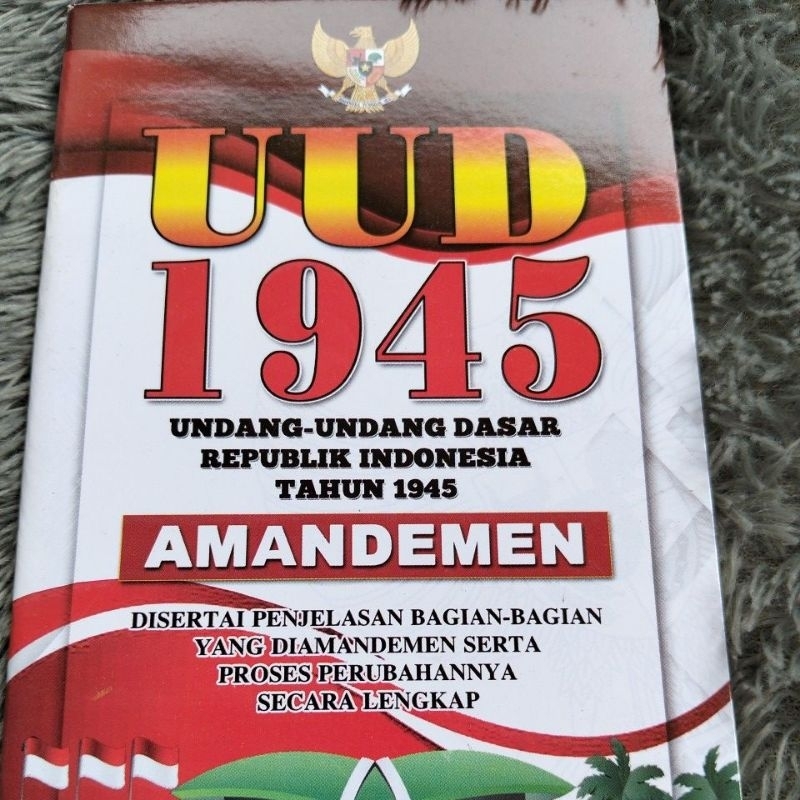 UUD
1945
UNDANG-UNDANG DASAR
REPUBLIK INDONESIA
TAHUN 1945
AMANDEMEN
DISERTAI PENJELASAN BAGIAN-BAGIAN
YANG DIAMANDEMEN SERTA
PROSES PERUBAHANNYA
SECARA LENGKAP